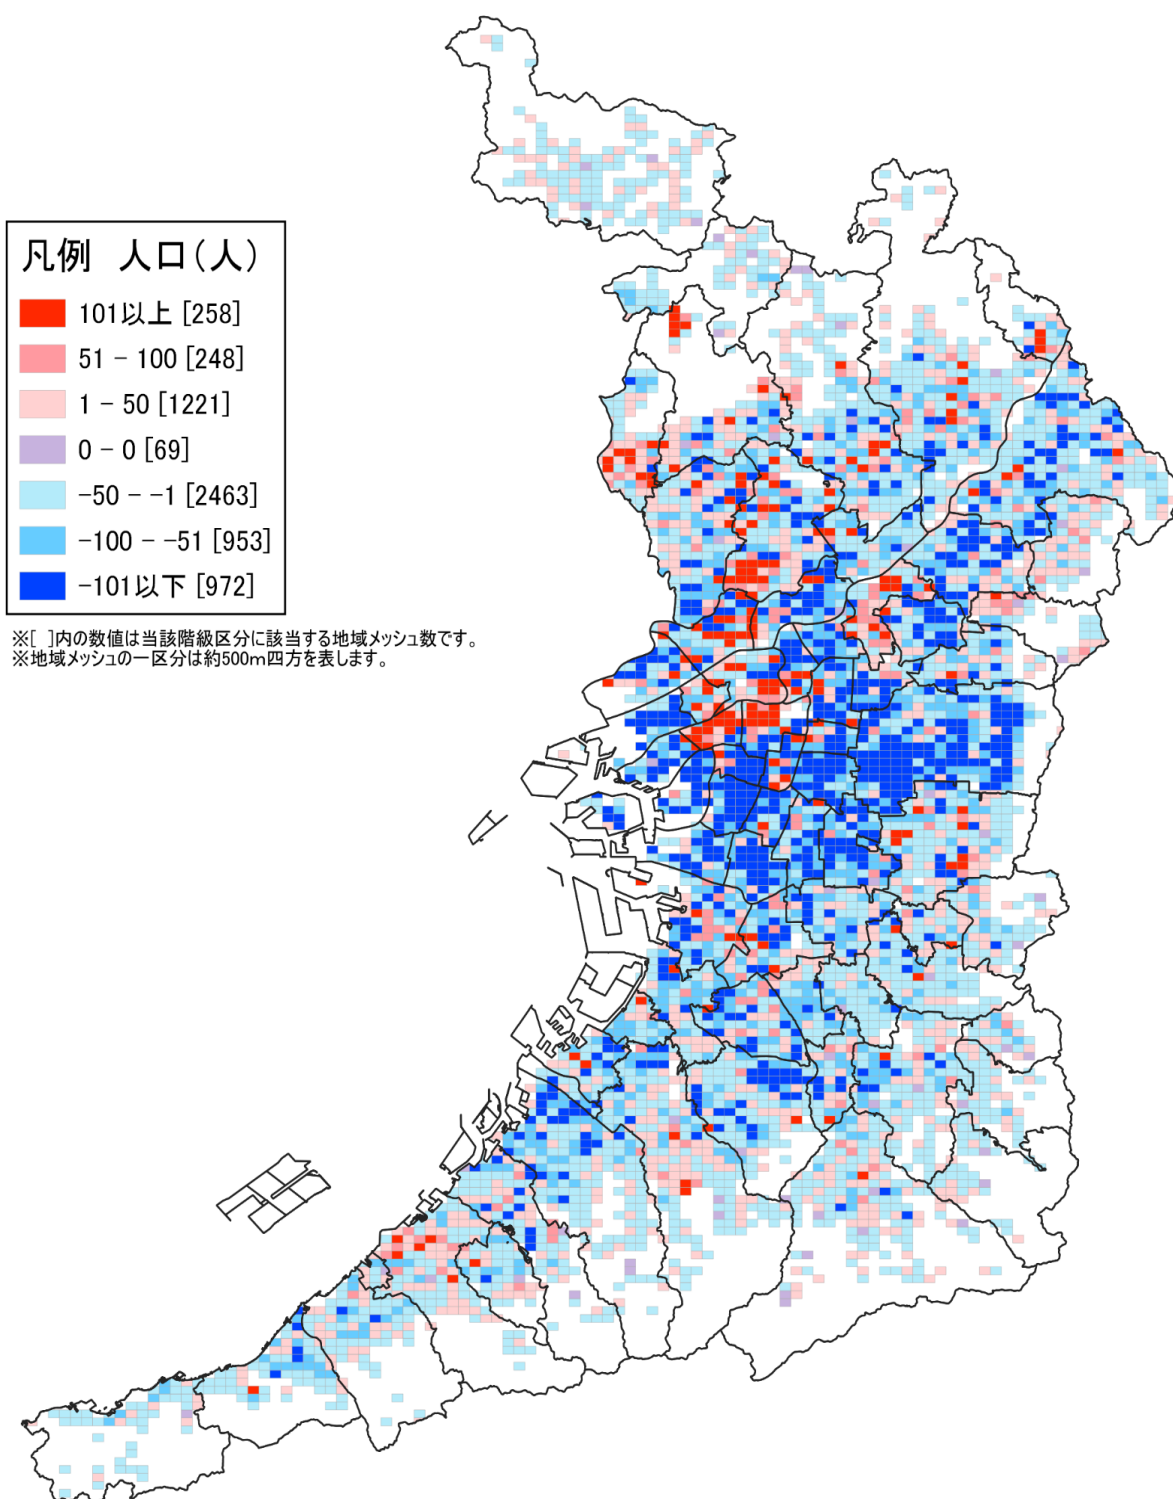 凡例 人口(人)
101以上 [258]
51 - 100 [248]
1 - 50 [1221]
0 - 0 [69]
-50 - -1 [2463]
-100 - -51 [953]
-101以下 [972]
※[ ]内の数値は当該階級区分に該当する地域メッシュ数です。
※地域メッシュの一区分は約500m四方を表します。